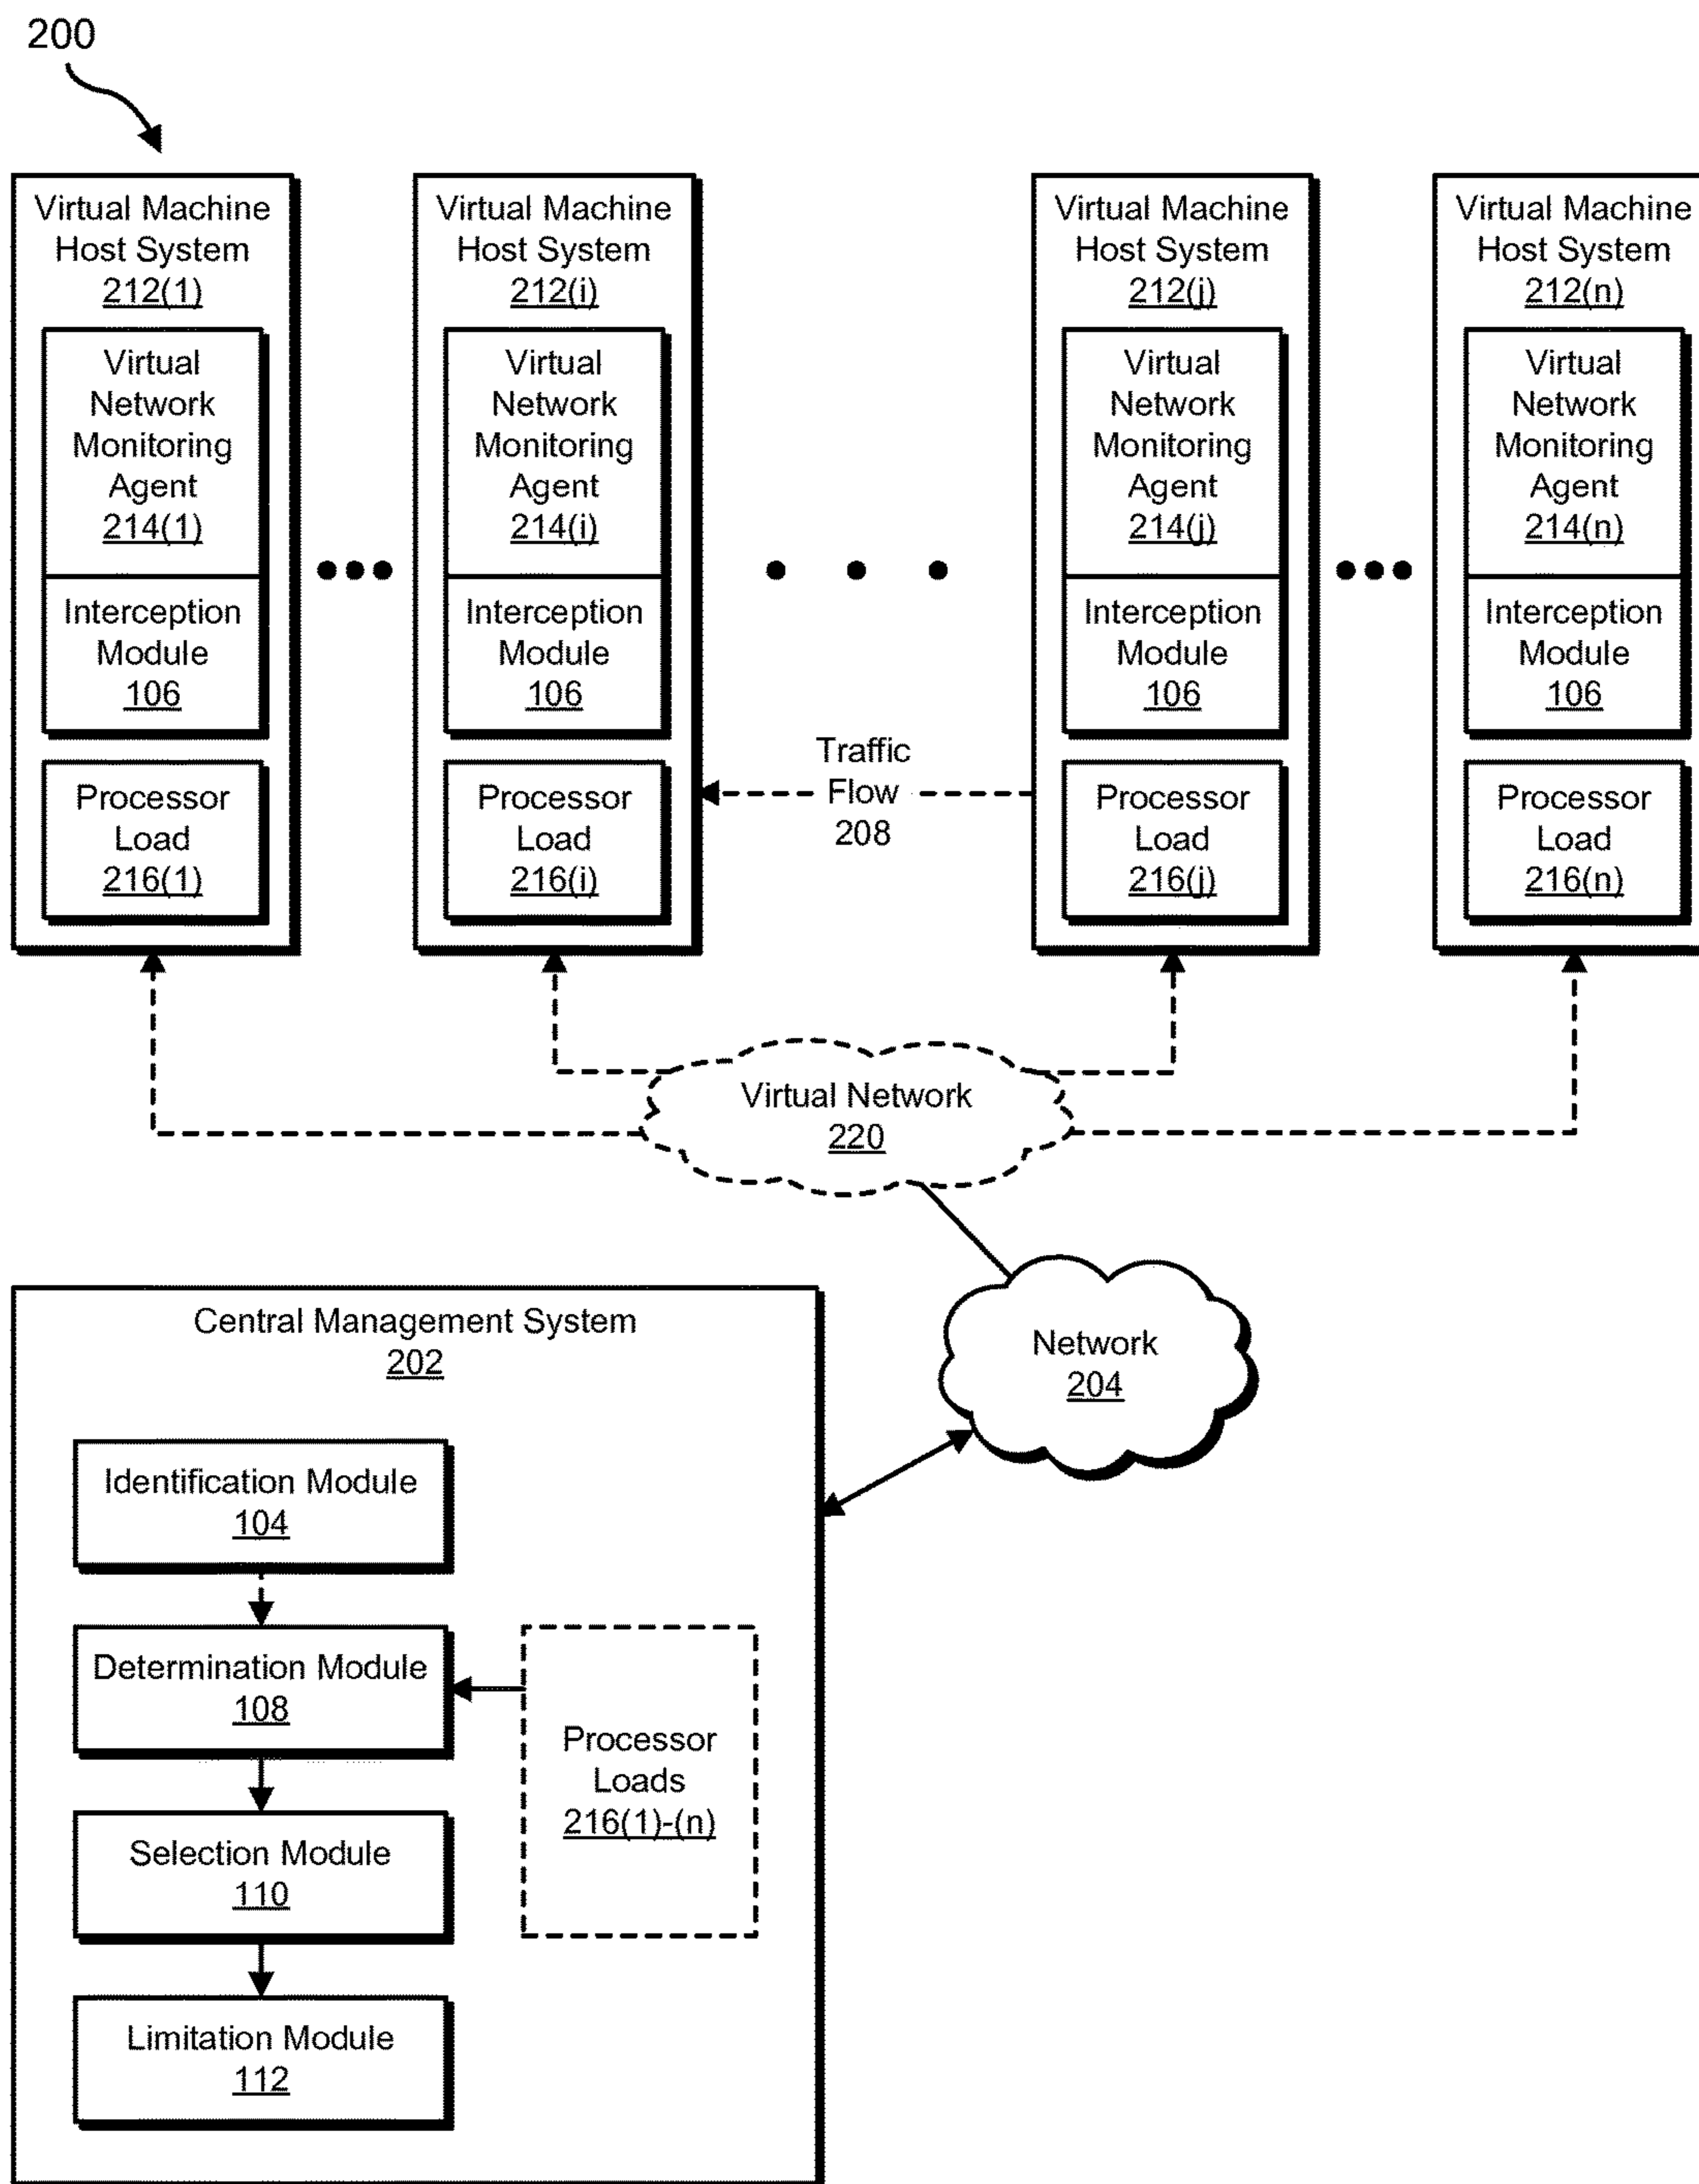 200
Virtual Machine
Host System
212(1)
Virtual
Network
Monitoring
Agent
214(1)
Interception
Module
106
Processor
Load
216(1)
Virtual Machine
Host System
212(i)
Virtual
Network
Monitoring
Agent
214(i)
Interception
Module
106
Processor
Load
216(i)
Traffic
Flow
208
Virtual Machine
Host System
212(j)
Virtual
Network
Monitoring
Agent
214(j)
Interception
Module
106
Processor
Load
216(j)
Virtual Machine
Host System
212(n)
Virtual
Network
Monitoring
Agent
214(n)
Interception
Module
106
Processor
Load
216(n)
Virtual Network
220
Network
204
Central Management System
202
Identification Module
104
Determination Module
108
Processor
Loads
216(1)-(n)
Selection Module
110
Limitation Module
112